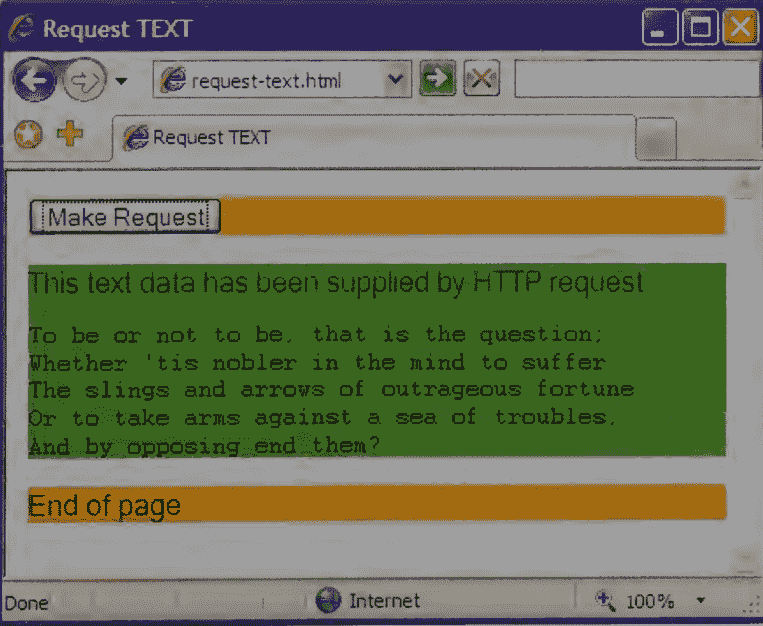 Request TEXT
request-text.html
Request TEXT
Make Request
This text data has been supplied by HTTP request
To be or not to be, that is the question;
Whether 'tis nobler in the mind to suffer
The slings and arrows of outrageous fortune
Or to take arms against a sea of troubles,
And by opposing end them?
End of page
Done
Internet
100%